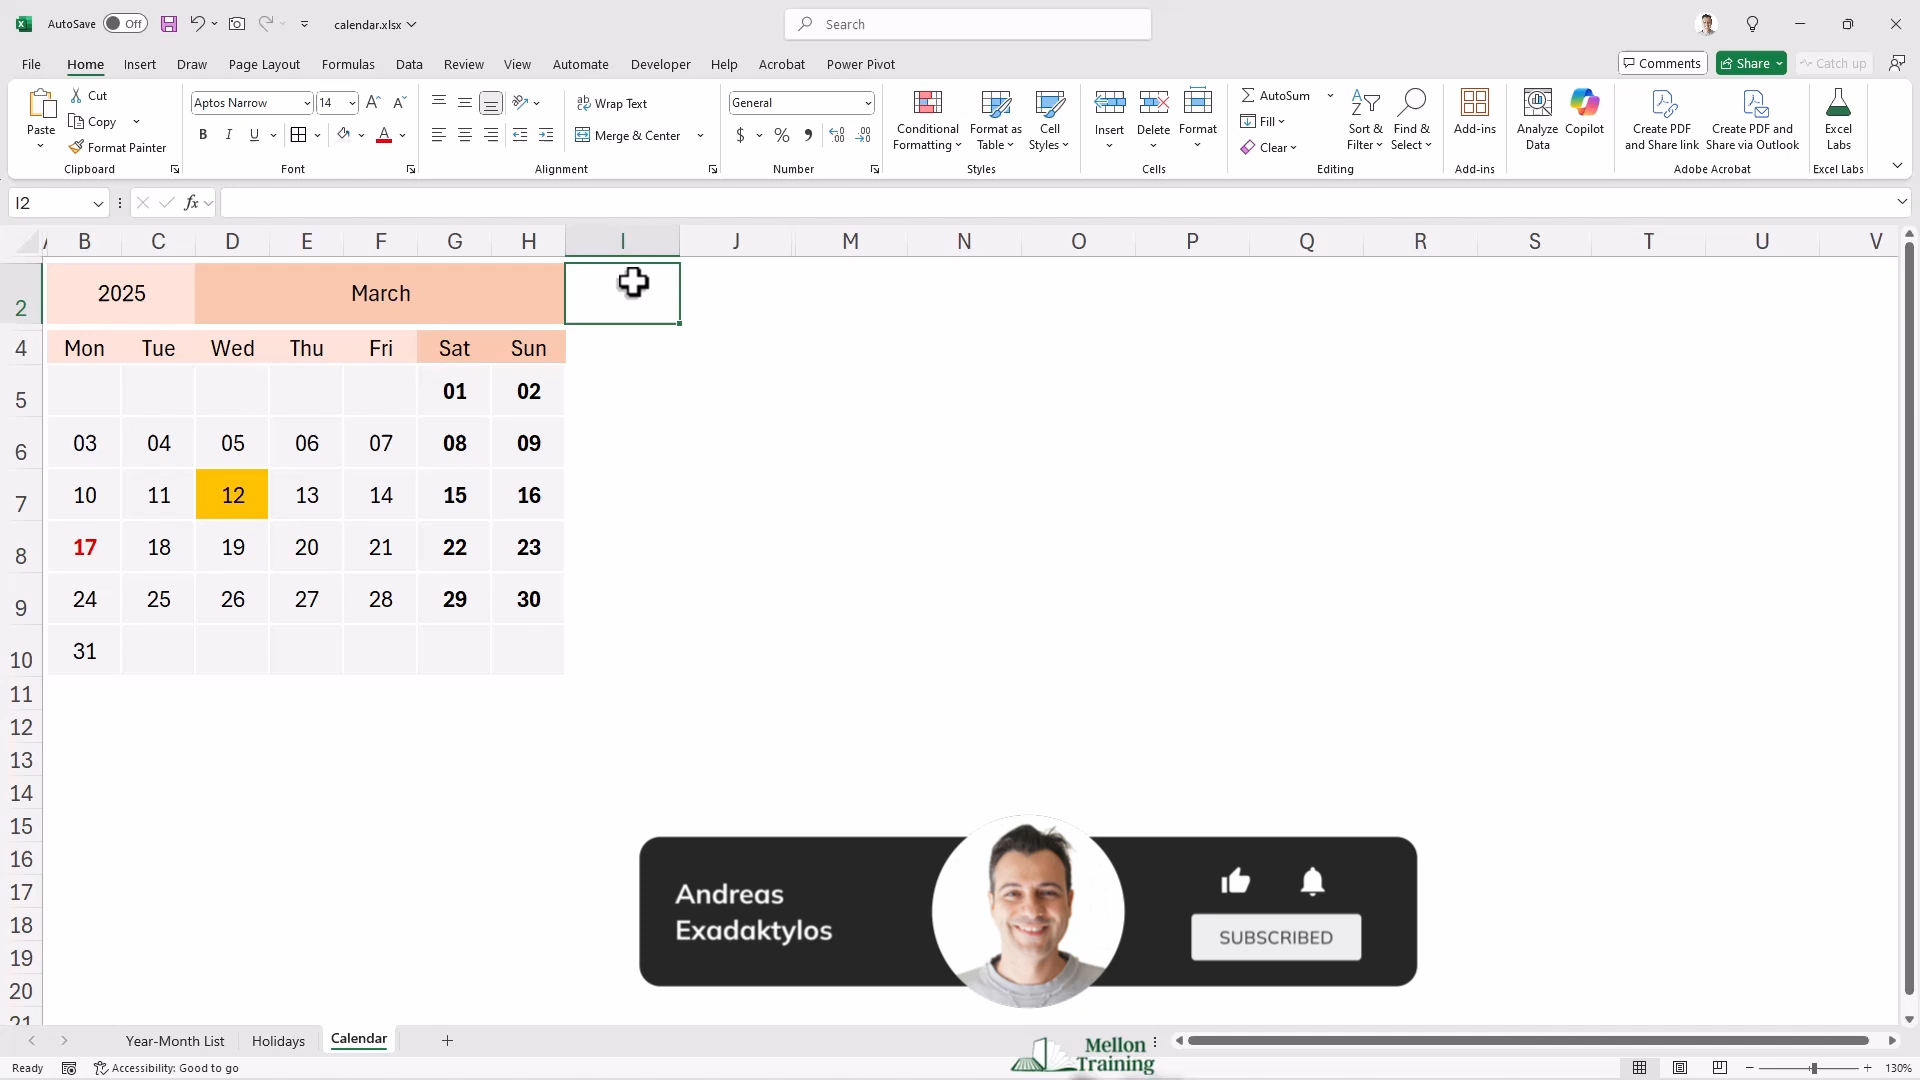 AutoSave Off calendar.xlsx Search
File Home Insert Draw Page Layout Formulas Data Review View Automate Developer Help Acrobat Power Pivot Comments Share Catch up
Paste Cut Copy Format Painter Clipboard
Aptos Narrow 14 B I U A Font
Wrap Text Merge & Center Alignment
General $ % Number
Conditional Formatting Format as Table Cell Styles Styles
Insert Delete Format Cells
AutoSum Fill Clear Sort & Filter Find & Select Editing
Add-ins Add-ins
Analyze Data Copilot
Create PDF and Share link Create PDF and Share via Outlook Adobe Acrobat
Excel Labs Excel Labs
I2 fx
B C D E F G H I J M N O P Q R S T U V
2 2025 March
4 Mon Tue Wed Thu Fri Sat Sun
5 01 02
6 03 04 05 06 07 08 09
7 10 11 12 13 14 15 16
8 17 18 19 20 21 22 23
9 24 25 26 27 28 29 30
10 31
11
12
13
14
15
16
17
18
19
20
21
Andreas
Exadaktylos
SUBSCRIBED
Year-Month List Holidays Calendar
Mellon
Training
Ready Accessibility: Good to go 130%